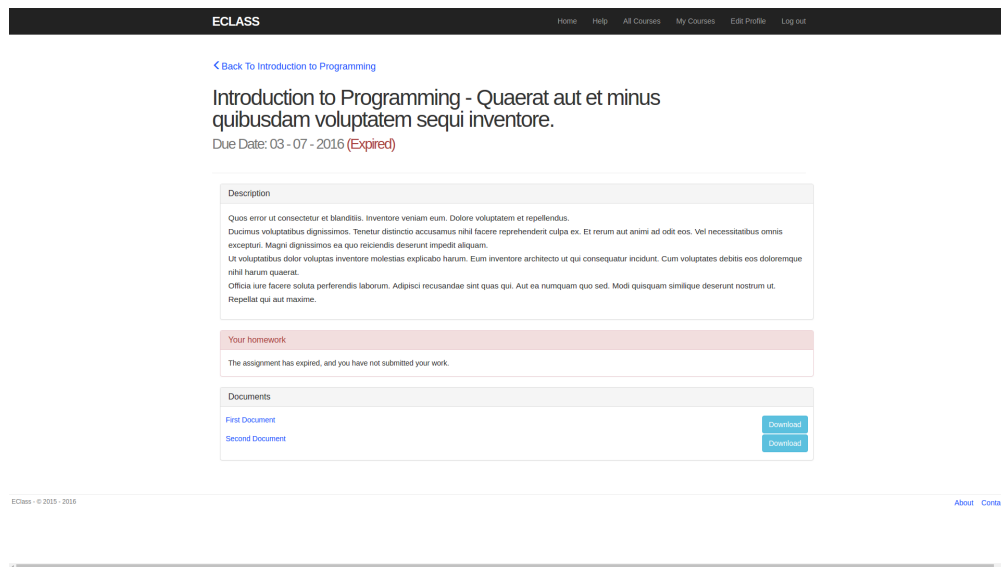 ECLASS Home Help All Courses My Courses Edit Profile Log out
Back To Introduction to Programming
Introduction to Programming - Quaerat aut et minus
quibusdam voluptatem sequi inventore.
Due Date: 03 - 07 - 2016 (Expired)
Description
Quos error ut consectetur et blanditiis. Inventore veniam eum. Dolore voluptatem et repellendus.
Ducimus voluptatibus dignissimos. Tenetur distinctio accusamus nihil facere reprehenderit culpa ex. Et rerum aut animi ad odit eos. Vel necessitatibus omnis
excepturi. Magni dignissimos ea quo reiciendis deserunt impedit aliquam.
Ut voluptatibus dolor voluptas inventore molestias explicabo harum. Eum inventore architecto ut qui consequatur incidunt. Cum voluptates debitis eos doloremque
nihil harum quaerat.
Officia iure facere soluta perferendis laborum. Adipisci recusandae sint quas qui. Aut ea numquam quo sed. Modi quisquam similique deserunt nostrum ut.
Repellat qui aut maxime.
Your homework
The assignment has expired, and you have not submitted your work.
Documents
First Document Download
Second Document Download
EClass - © 2015 - 2016 About Conta